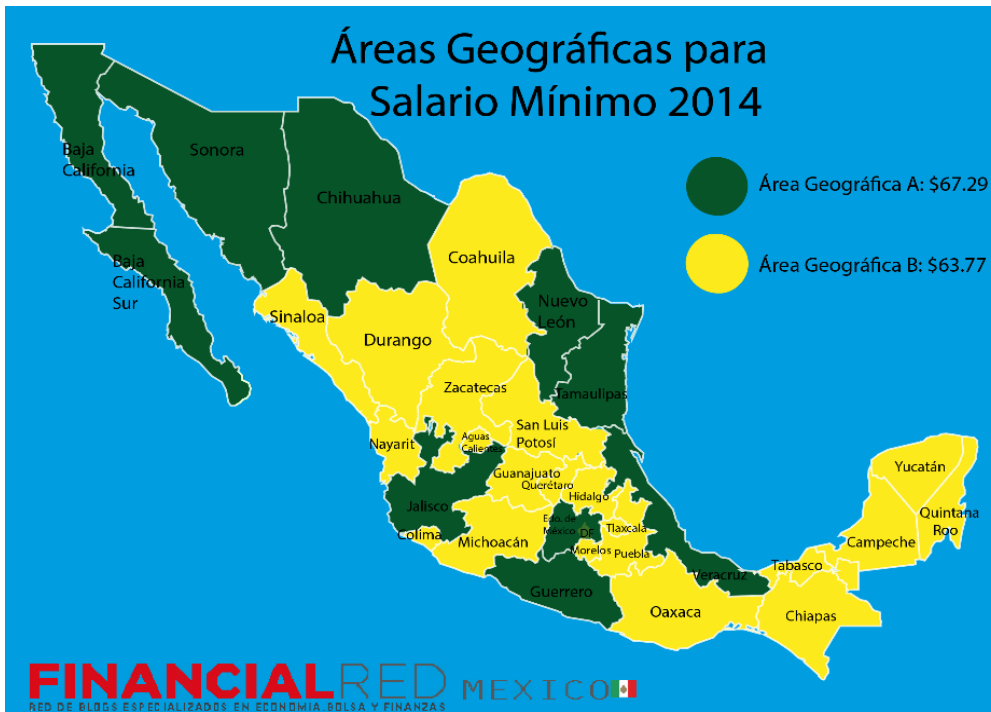 Áreas Geográficas para
Salario Mínimo 2014
Baja
California
Sonora
Chihuahua
Área Geográfica A: $67.29
Coahuila
Baja
California
Sur
Área Geográfica B: $63.77
Nuevo
León
Sinaloa
Durango
Zacatecas
Tamaulipas
San Luis
Potosí
Nayarit
Aguas
Calientes
Guanajuato
Querétaro
Hidalgo
Yucatán
Jalisco
Quintana
Roo
Edo. de
México
DF
Tlaxcala
Colima
Michoacán
Morelos
Puebla
Campeche
Tabasco
Veracruz
Guerrero
Oaxaca
Chiapas
FINANCIALRED MEXICO
RED DE BLOGS ESPECIALIZADOS EN ECONOMIA, BOLSA Y FINANZAS